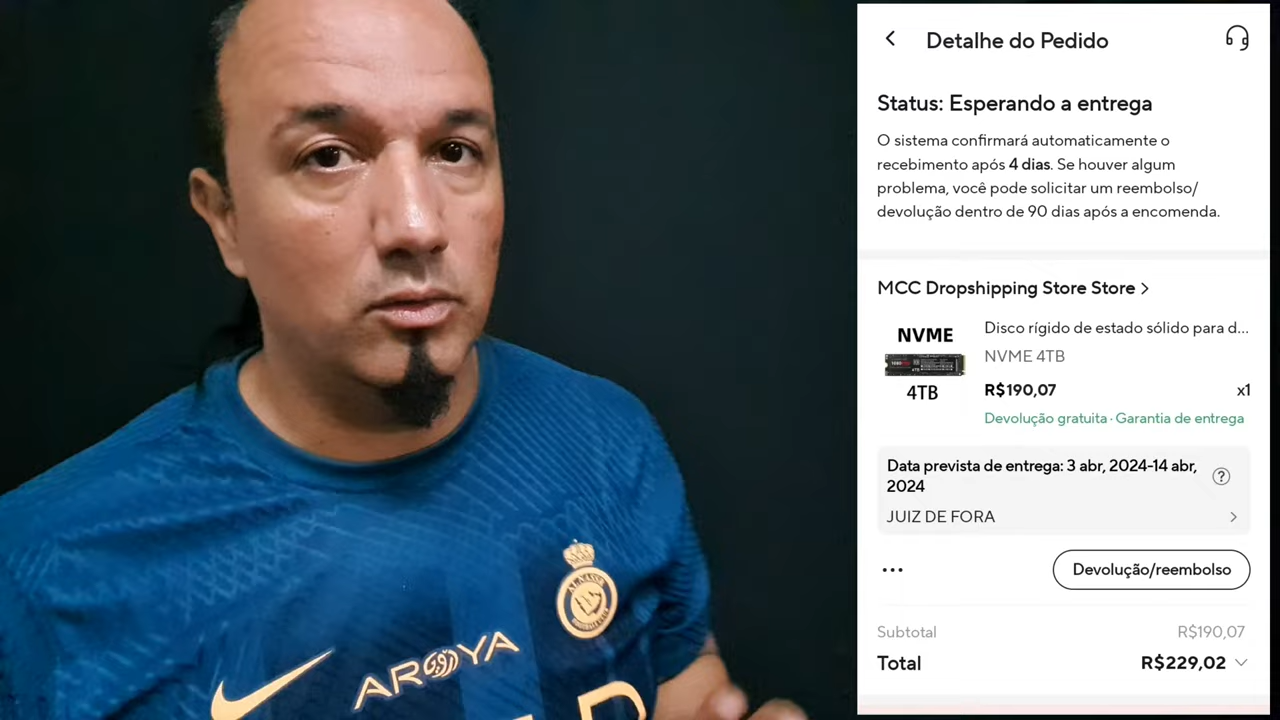 Detalhe do Pedido
Status: Esperando a entrega
O sistema confirmará automaticamente o
recebimento após 4 dias. Se houver algum
problema, você pode solicitar um reembolso/
devolução dentro de 90 dias após a encomenda.
MCC Dropshipping Store Store >
NVME
4TB
Disco rígido de estado sólido para d...
NVME 4TB
R$190,07 x1
Devolução gratuita · Garantia de entrega
Data prevista de entrega: 3 abr, 2024-14 abr,
2024
JUIZ DE FORA
Devolução/reembolso
Subtotal R$190,07
Total R$229,02
AROYA